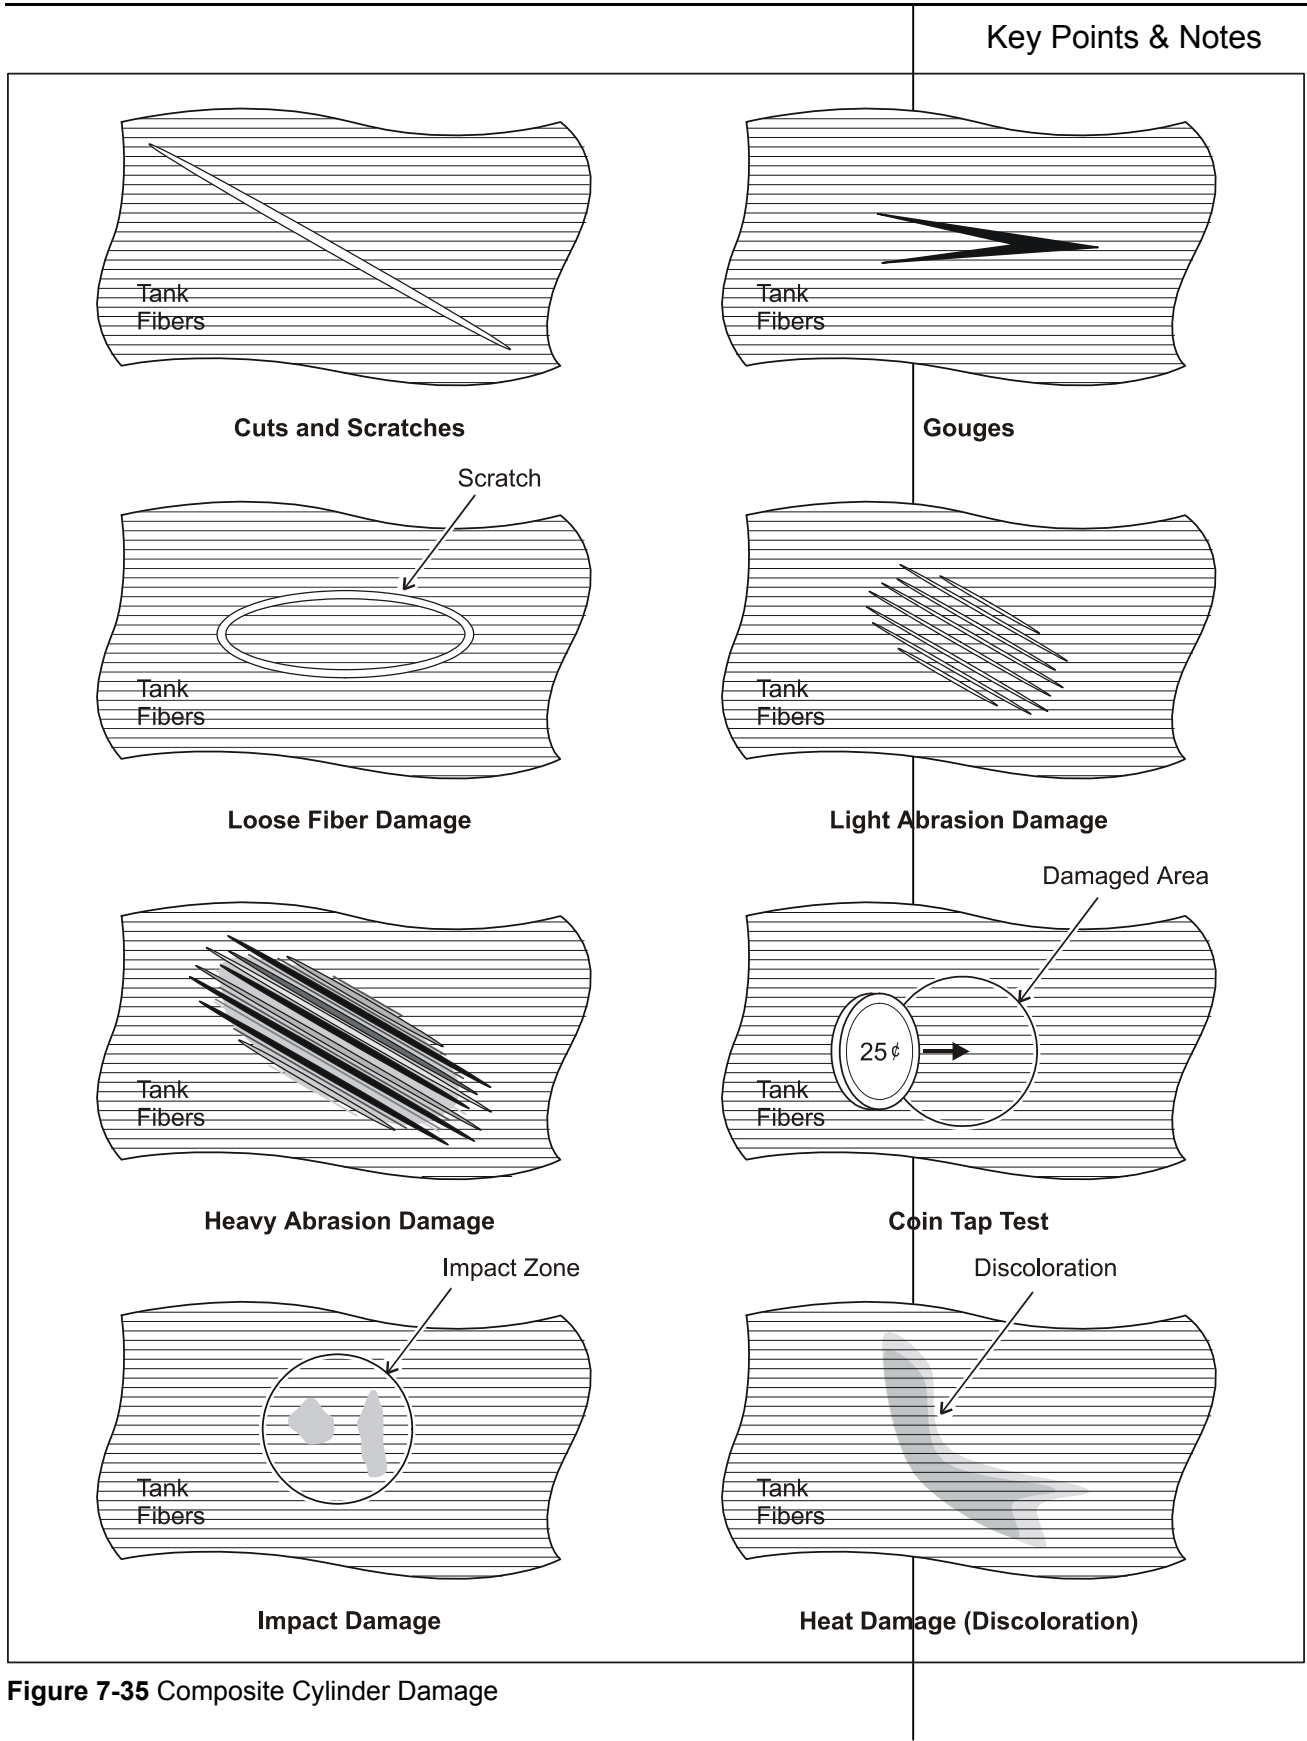 Key Points & Notes
Tank
Fibers
Cuts and Scratches
Tank
Fibers
Gouges
Scratch
Tank
Fibers
Loose Fiber Damage
Tank
Fibers
Light Abrasion Damage
Tank
Fibers
Heavy Abrasion Damage
Damaged Area
25¢
Tank
Fibers
Coin Tap Test
Impact Zone
Tank
Fibers
Impact Damage
Discoloration
Tank
Fibers
Heat Damage (Discoloration)
Figure 7-35 Composite Cylinder Damage